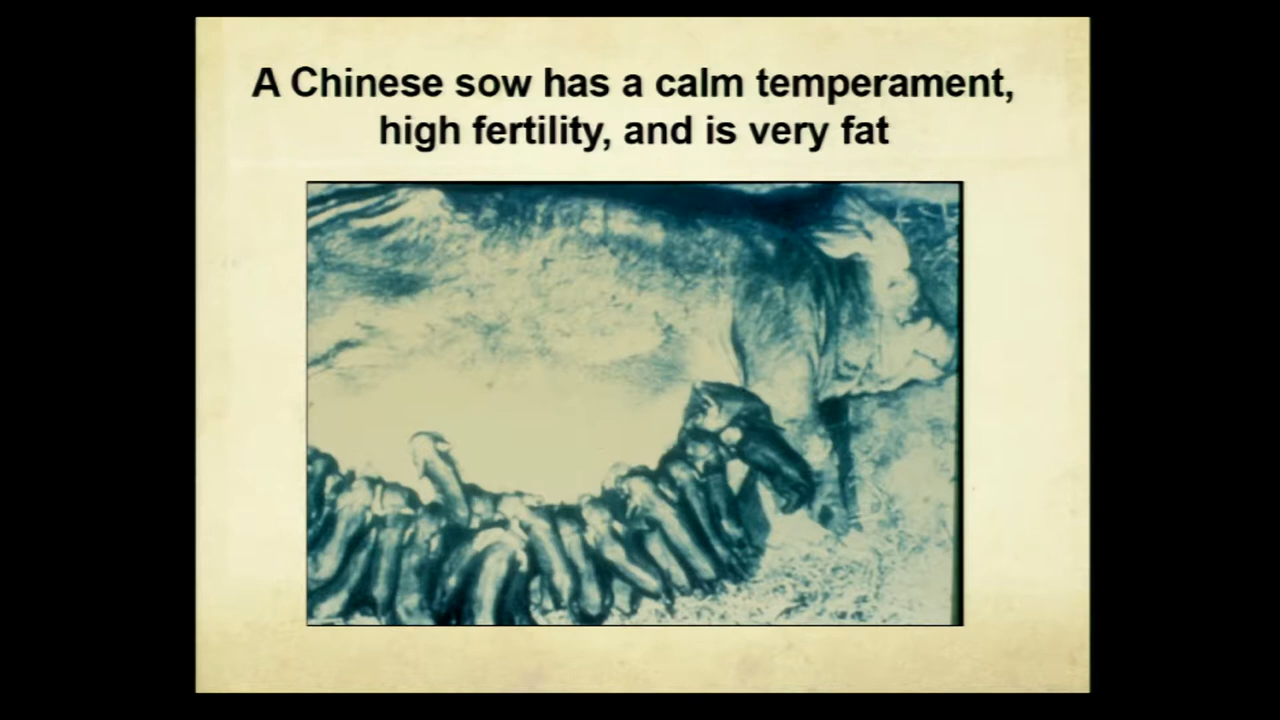 A Chinese sow has a calm temperament,
high fertility, and is very fat